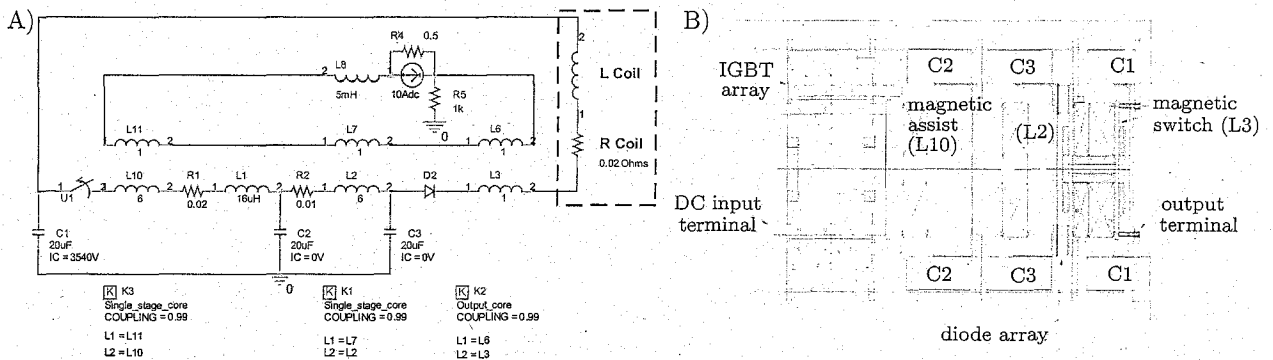 A)
R4 0.5
L8
2
5mH
10Adc
R5
1k
0
2
L Coil
1
R Coil
0.02 Ohms
L11
1 2
1
L7
1 2
1
L6
1 2
1
1 2
U1
L10
1 2
6
R1
0.02
L1
1 2
16uH
R2
0.01
L2
1 2
6
D2
L3
1 2
1
C1
20uF
IC = 3540V
C2
20uF
IC = 0V
C3
20uF
IC = 0V
0
K K3
Single_stage_core
COUPLING = 0.99
L1 = L11
L2 = L10
K K1
Single_stage_core
COUPLING = 0.99
L1 = L7
L2 = L2
K K2
Output_core
COUPLING = 0.99
L1 = L6
L2 = L3
B)
IGBT
array
C2
C3
C1
magnetic
assist
(L10)
(L2)
magnetic
switch (L3)
DC input
terminal
output
terminal
C2
C3
C1
diode array